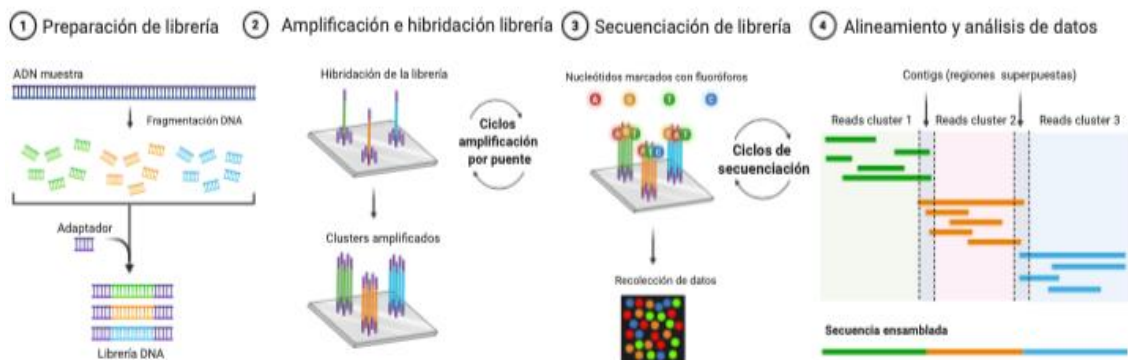 1 Preparación de librería
ADN muestra
Fragmentación DNA
Adaptador
Librería DNA
2 Amplificación e hibridación librería
Hibridación de la librería
Ciclos
amplificación
por puente
Clusters amplificados
3 Secuenciación de librería
Nucleótidos marcados con fluoróforos
A G T C
Ciclos de
secuenciación
Recolección de datos
4 Alineamiento y análisis de datos
Contigs (regiones superpuestas)
Reads cluster 1 Reads cluster 2 Reads cluster 3
Secuencia ensamblada